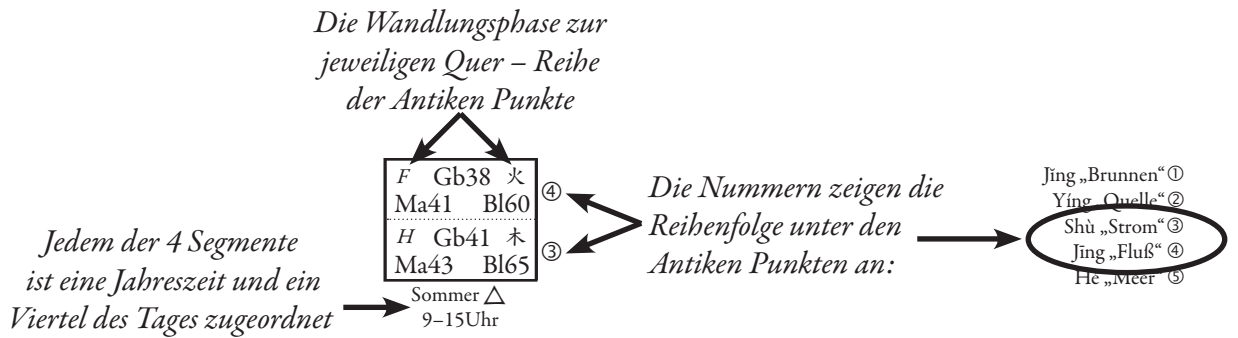 Die Wandlungsphase zur
jeweiligen Quer – Reihe
der Antiken Punkte
F Gb38 火
Ma41 Bl60 ④
H Gb41 木
Ma43 Bl65 ③
Sommer △
9–15Uhr
Jedem der 4 Segmente
ist eine Jahreszeit und ein
Viertel des Tages zugeordnet
Die Nummern zeigen die
Reihenfolge unter den
Antiken Punkten an:
Jǐng „Brunnen“ ①
Yíng „Quelle“ ②
Shù „Strom“ ③
Jīng „Fluß“ ④
Hé „Meer“ ⑤